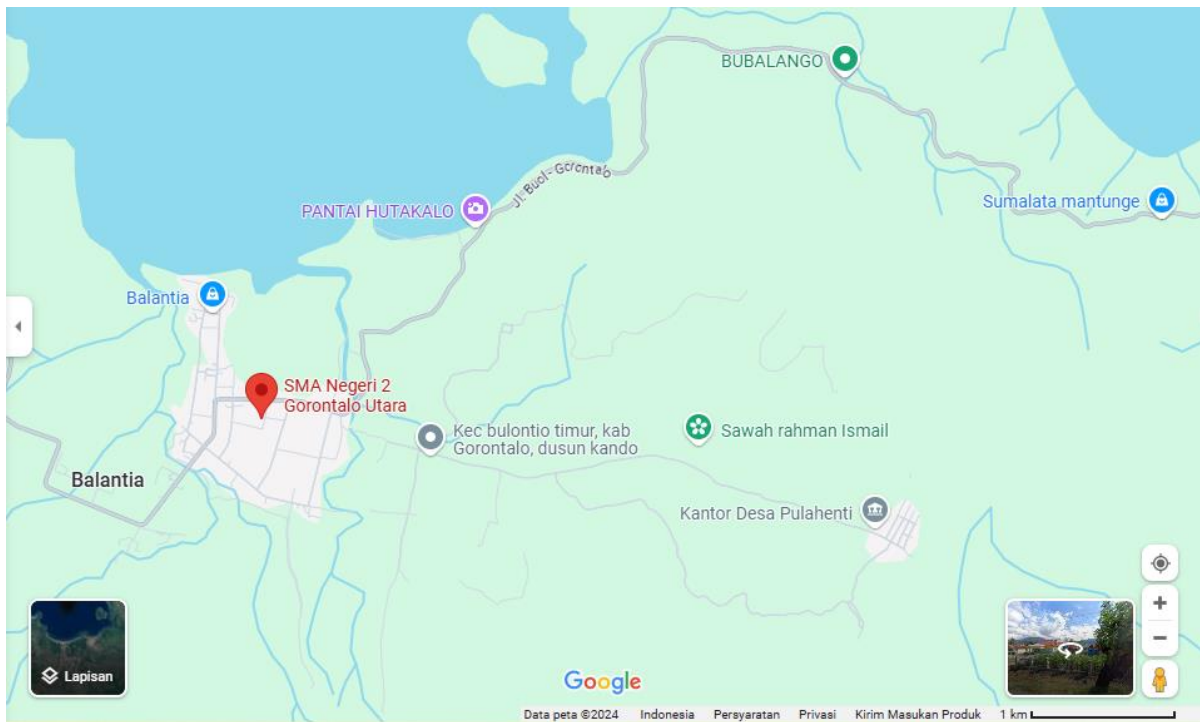 BUBALANGO
Jl. Buol - Gorontalo
PANTAI HUTAKALO
Sumalata mantunge
Balantia
SMA Negeri 2
Gorontalo Utara
Kec bulontio timur, kab
Gorontalo, dusun kando
Sawah rahman Ismail
Balantia
Kantor Desa Pulahenti
Lapisan
Google
Data peta ©2024 Indonesia Persyaratan Privasi Kirim Masukan Produk 1 km